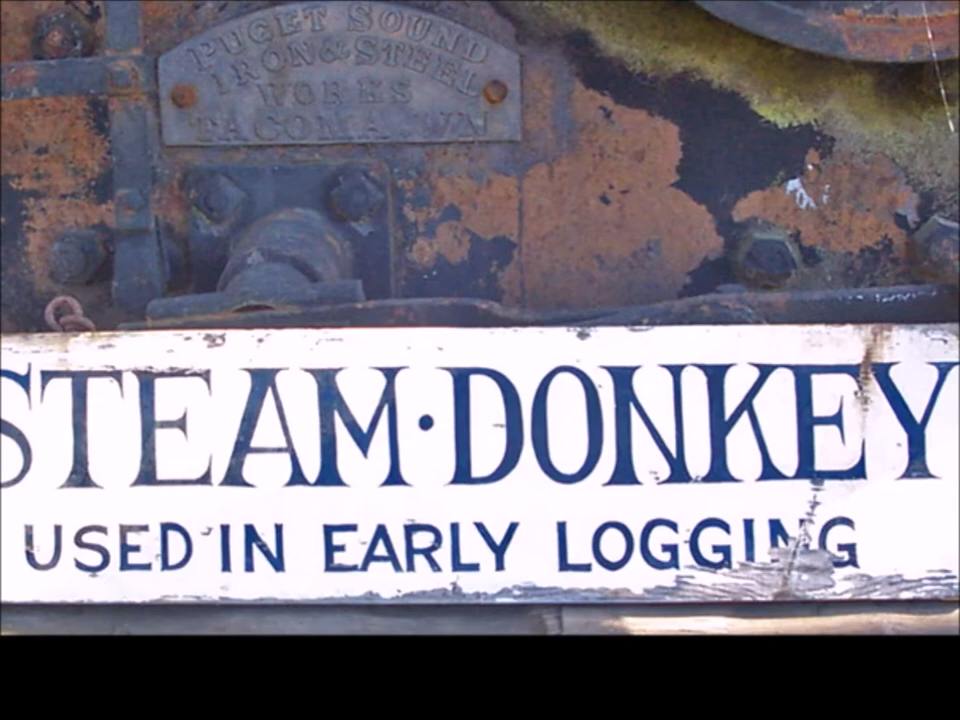 PUGET SOUND
IRON & STEEL
WORKS
TACOMA, WN
STEAM·DONKEY
USED IN EARLY LOGGING